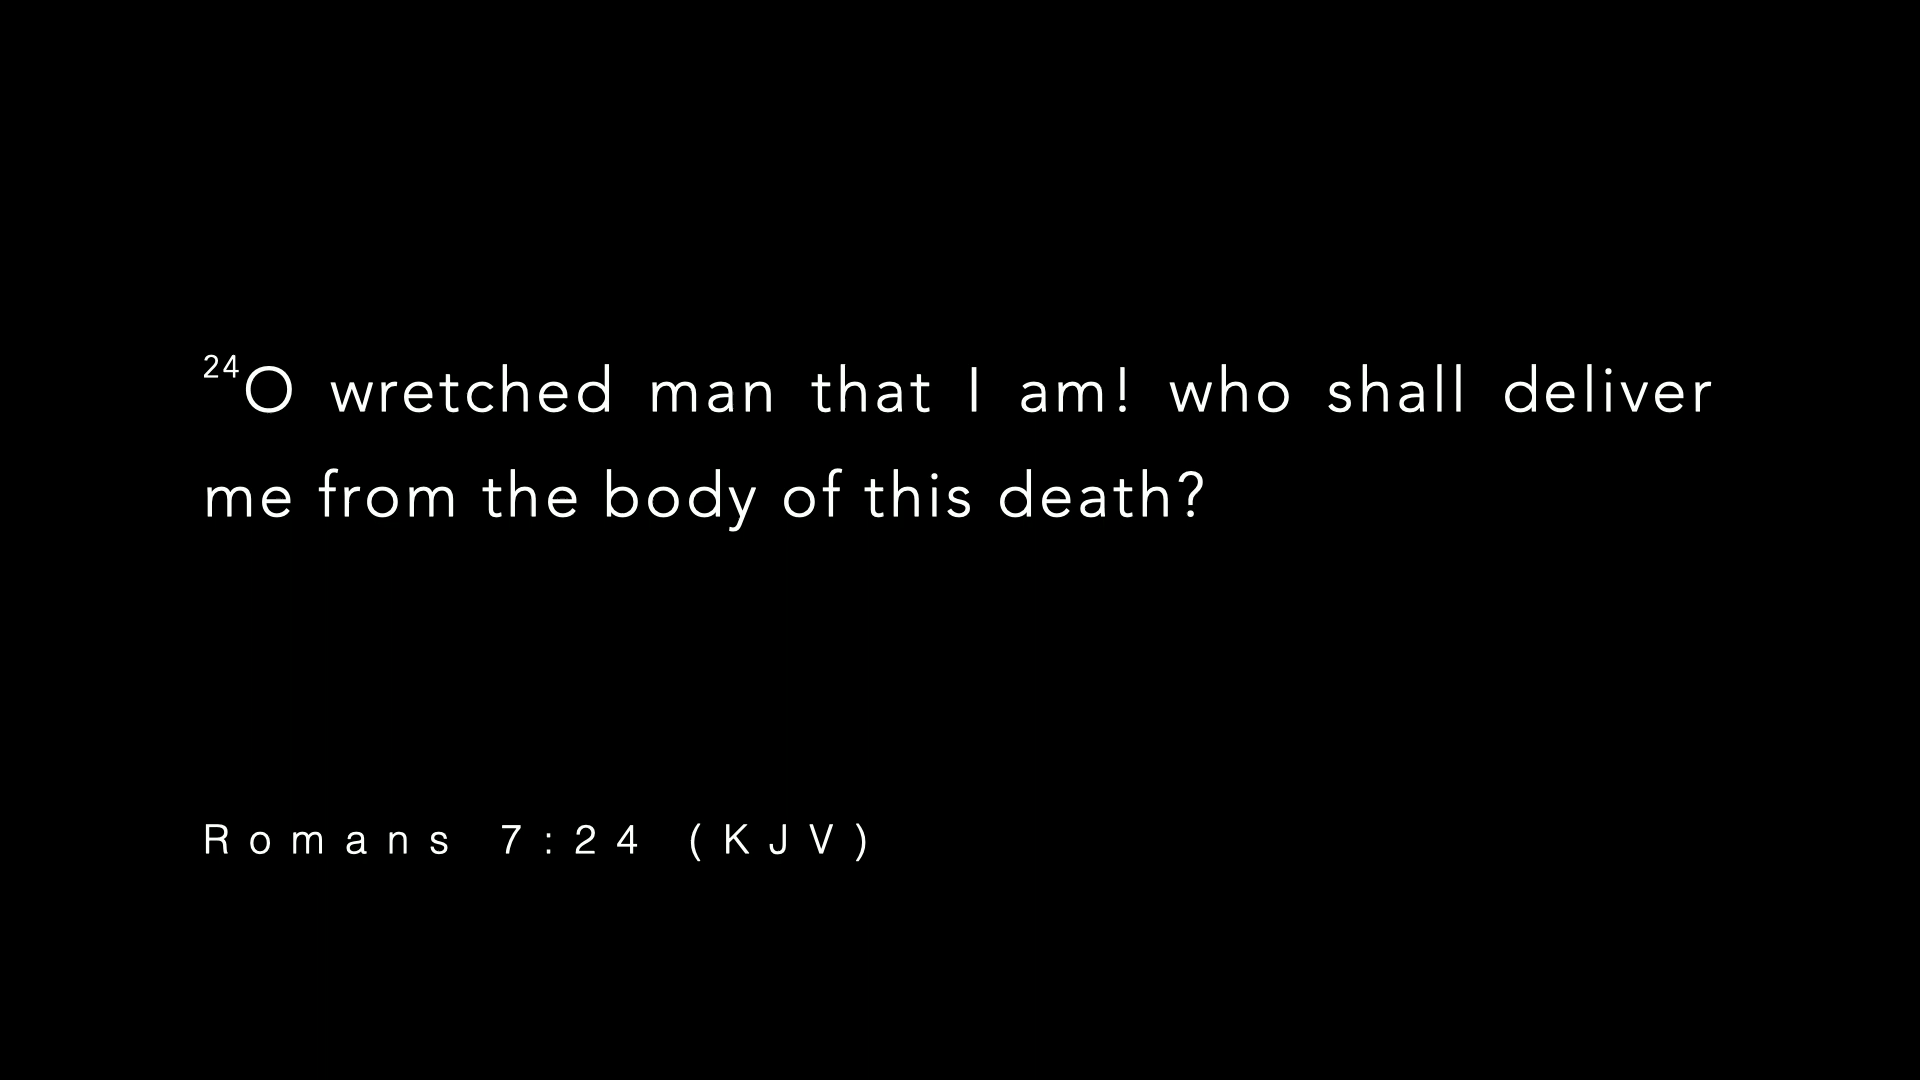 24O wretched man that I am! who shall deliver
me from the body of this death?
Romans 7:24 (KJV)